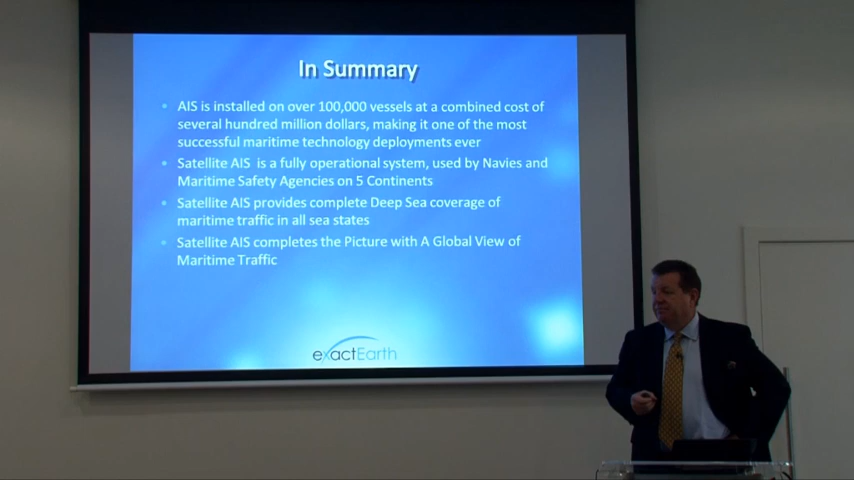 In Summary
AIS is installed on over 100,000 vessels at a combined cost of
several hundred million dollars, making it one of the most
successful maritime technology deployments ever
Satellite AIS is a fully operational system, used by Navies and
Maritime Safety Agencies on 5 Continents
Satellite AIS provides complete Deep Sea coverage of
maritime traffic in all sea states
Satellite AIS completes the Picture with A Global View of
Maritime Traffic
exactEarth